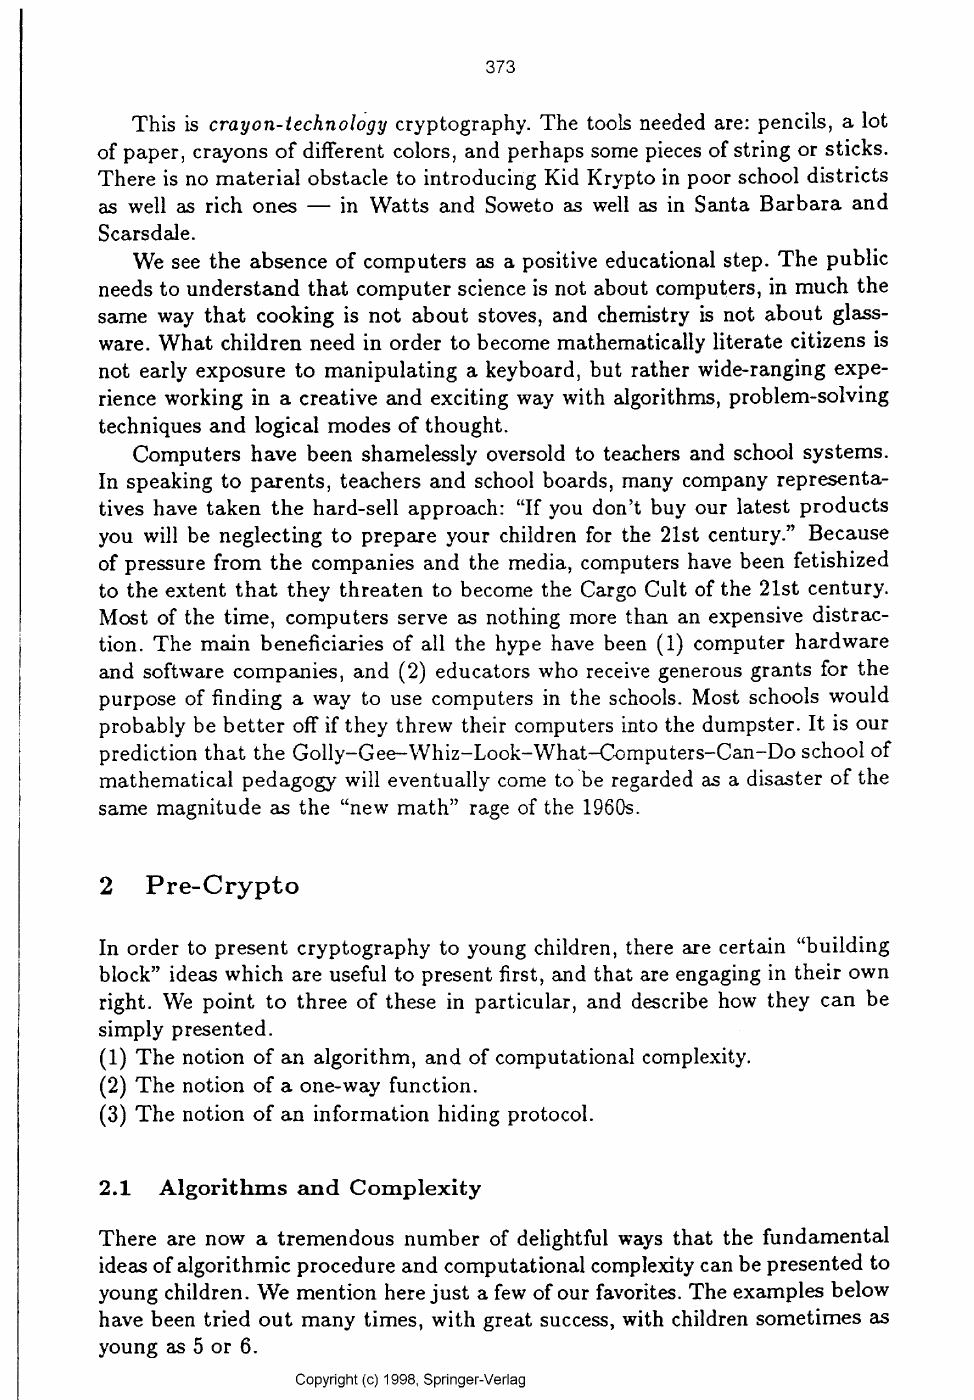 373
This is crayon-technology cryptography. The tools needed are: pencils, a lot
of paper, crayons of different colors, and perhaps some pieces of string or sticks.
There is no material obstacle to introducing Kid Krypto in poor school districts
as well as rich ones — in Watts and Soweto as well as in Santa Barbara and
Scarsdale.
We see the absence of computers as a positive educational step. The public
needs to understand that computer science is not about computers, in much the
same way that cooking is not about stoves, and chemistry is not about glass-
ware. What children need in order to become mathematically literate citizens is
not early exposure to manipulating a keyboard, but rather wide-ranging expe-
rience working in a creative and exciting way with algorithms, problem-solving
techniques and logical modes of thought.
Computers have been shamelessly oversold to teachers and school systems.
In speaking to parents, teachers and school boards, many company representa-
tives have taken the hard-sell approach: “If you don’t buy our latest products
you will be neglecting to prepare your children for the 21st century.” Because
of pressure from the companies and the media, computers have been fetishized
to the extent that they threaten to become the Cargo Cult of the 21st century.
Most of the time, computers serve as nothing more than an expensive distrac-
tion. The main beneficiaries of all the hype have been (1) computer hardware
and software companies, and (2) educators who receive generous grants for the
purpose of finding a way to use computers in the schools. Most schools would
probably be better off if they threw their computers into the dumpster. It is our
prediction that the Golly–Gee–Whiz–Look–What–Computers–Can–Do school of
mathematical pedagogy will eventually come to be regarded as a disaster of the
same magnitude as the “new math” rage of the 1960s.
2 Pre-Crypto
In order to present cryptography to young children, there are certain “building
block” ideas which are useful to present first, and that are engaging in their own
right. We point to three of these in particular, and describe how they can be
simply presented.
(1) The notion of an algorithm, and of computational complexity.
(2) The notion of a one-way function.
(3) The notion of an information hiding protocol.
2.1 Algorithms and Complexity
There are now a tremendous number of delightful ways that the fundamental
ideas of algorithmic procedure and computational complexity can be presented to
young children. We mention here just a few of our favorites. The examples below
have been tried out many times, with great success, with children sometimes as
young as 5 or 6.
Copyright (c) 1998, Springer-Verlag